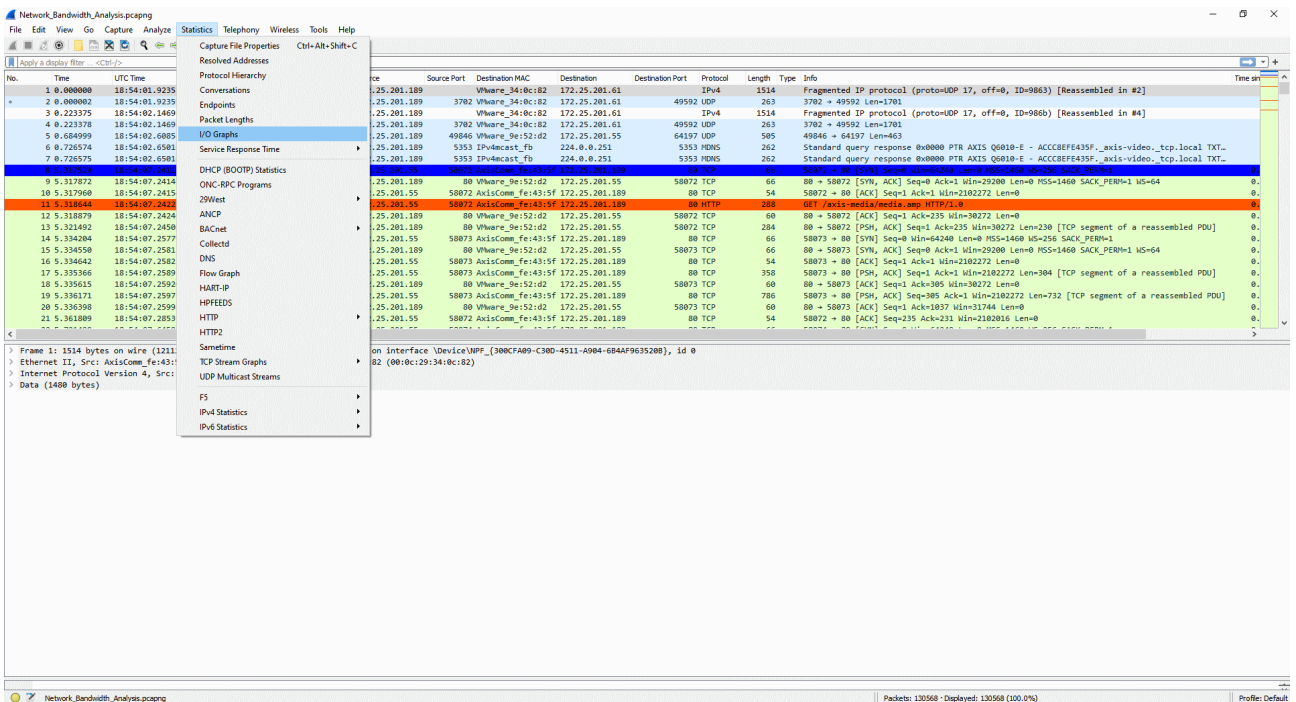 Network_Bandwidth_Analysis.pcapng
File Edit View Go Capture Analyze Statistics Telephony Wireless Tools Help
Apply a display filter ... <Ctrl-/>
Capture File Properties Ctrl+Alt+Shift+C
Resolved Addresses
Protocol Hierarchy
Conversations
Endpoints
Packet Lengths
I/O Graphs
Service Response Time
DHCP (BOOTP) Statistics
ONC-RPC Programs
29West
ANCP
BACnet
Collectd
DNS
Flow Graph
HART-IP
HPFEEDS
HTTP
HTTP2
Sametime
TCP Stream Graphs
UDP Multicast Streams
F5
IPv4 Statistics
IPv6 Statistics
No. Time UTC Time rce Source Port Destination MAC Destination Destination Port Protocol Length Type Info Time sin
1 0.000000 18:54:01.9235 .25.201.189 VMware_34:0c:82 172.25.201.61 IPv4 1514 Fragmented IP protocol (proto=UDP 17, off=0, ID=9863) [Reassembled in #2]
2 0.000002 18:54:01.9235 .25.201.189 3702 VMware_34:0c:82 172.25.201.61 49592 UDP 263 3702 → 49592 Len=1701
3 0.223375 18:54:02.1469 .25.201.189 VMware_34:0c:82 172.25.201.61 IPv4 1514 Fragmented IP protocol (proto=UDP 17, off=0, ID=986b) [Reassembled in #4]
4 0.223378 18:54:02.1469 .25.201.189 3702 VMware_34:0c:82 172.25.201.61 49592 UDP 263 3702 → 49592 Len=1701
5 0.684999 18:54:02.6085 .25.201.189 49846 VMware_9e:52:d2 172.25.201.55 64197 UDP 505 49846 → 64197 Len=463
6 0.726574 18:54:02.6501 .25.201.189 5353 IPv4mcast_fb 224.0.0.251 5353 MDNS 262 Standard query response 0x0000 PTR AXIS Q6010-E - ACCC8EFE435F._axis-video._tcp.local TXT…
7 0.726575 18:54:02.6501 .25.201.189 5353 IPv4mcast_fb 224.0.0.251 5353 MDNS 262 Standard query response 0x0000 PTR AXIS Q6010-E - ACCC8EFE435F._axis-video._tcp.local TXT…
9 5.317872 18:54:07.2414 .25.201.189 80 VMware_9e:52:d2 172.25.201.55 58072 TCP 66 80 → 58072 [SYN, ACK] Seq=0 Ack=1 Win=29200 Len=0 MSS=1460 SACK_PERM=1 WS=64 0.
10 5.317960 18:54:07.2415 .25.201.55 58072 AxisComm_fe:43:5f 172.25.201.189 80 TCP 54 58072 → 80 [ACK] Seq=1 Ack=1 Win=2102272 Len=0 0.
11 5.318644 18:54:07.2422 .25.201.55 58072 AxisComm_fe:43:5f 172.25.201.189 80 HTTP 288 GET /axis-media/media.amp HTTP/1.0 0.
12 5.318879 18:54:07.2424 .25.201.189 80 VMware_9e:52:d2 172.25.201.55 58072 TCP 60 80 → 58072 [ACK] Seq=1 Ack=235 Win=30272 Len=0 0.
13 5.321492 18:54:07.2450 .25.201.189 80 VMware_9e:52:d2 172.25.201.55 58072 TCP 284 80 → 58072 [PSH, ACK] Seq=1 Ack=235 Win=30272 Len=230 [TCP segment of a reassembled PDU] 0.
14 5.334204 18:54:07.2577 .25.201.55 58073 AxisComm_fe:43:5f 172.25.201.189 80 TCP 66 58073 → 80 [SYN] Seq=0 Win=64240 Len=0 MSS=1460 WS=256 SACK_PERM=1 0.
15 5.334550 18:54:07.2581 .25.201.189 80 VMware_9e:52:d2 172.25.201.55 58073 TCP 66 80 → 58073 [SYN, ACK] Seq=0 Ack=1 Win=29200 Len=0 MSS=1460 SACK_PERM=1 WS=64 0.
16 5.334642 18:54:07.2582 .25.201.55 58073 AxisComm_fe:43:5f 172.25.201.189 80 TCP 54 58073 → 80 [ACK] Seq=1 Ack=1 Win=2102272 Len=0 0.
17 5.335366 18:54:07.2589 .25.201.55 58073 AxisComm_fe:43:5f 172.25.201.189 80 TCP 358 58073 → 80 [PSH, ACK] Seq=1 Ack=1 Win=2102272 Len=304 [TCP segment of a reassembled PDU] 0.
18 5.335615 18:54:07.2592 .25.201.189 80 VMware_9e:52:d2 172.25.201.55 58073 TCP 60 80 → 58073 [ACK] Seq=1 Ack=305 Win=30272 Len=0 0.
19 5.336171 18:54:07.2597 .25.201.55 58073 AxisComm_fe:43:5f 172.25.201.189 80 TCP 786 58073 → 80 [PSH, ACK] Seq=305 Ack=1 Win=2102272 Len=732 [TCP segment of a reassembled PDU] 0.
20 5.336398 18:54:07.2599 .25.201.189 80 VMware_9e:52:d2 172.25.201.55 58073 TCP 60 80 → 58073 [ACK] Seq=1 Ack=1037 Win=31744 Len=0 0.
21 5.361809 18:54:07.2853 .25.201.55 58072 AxisComm_fe:43:5f 172.25.201.189 80 TCP 54 58072 → 80 [ACK] Seq=235 Ack=231 Win=2102016 Len=0 0.
Frame 1: 1514 bytes on wire (1211 on interface \Device\NPF_{300CFA09-C30D-4511-A904-6B4AF963520B}, id 0
Ethernet II, Src: AxisComm_fe:43: 82 (00:0c:29:34:0c:82)
Internet Protocol Version 4, Src:
Data (1480 bytes)
Network_Bandwidth_Analysis.pcapng Packets: 130568 · Displayed: 130568 (100.0%) Profile: Default